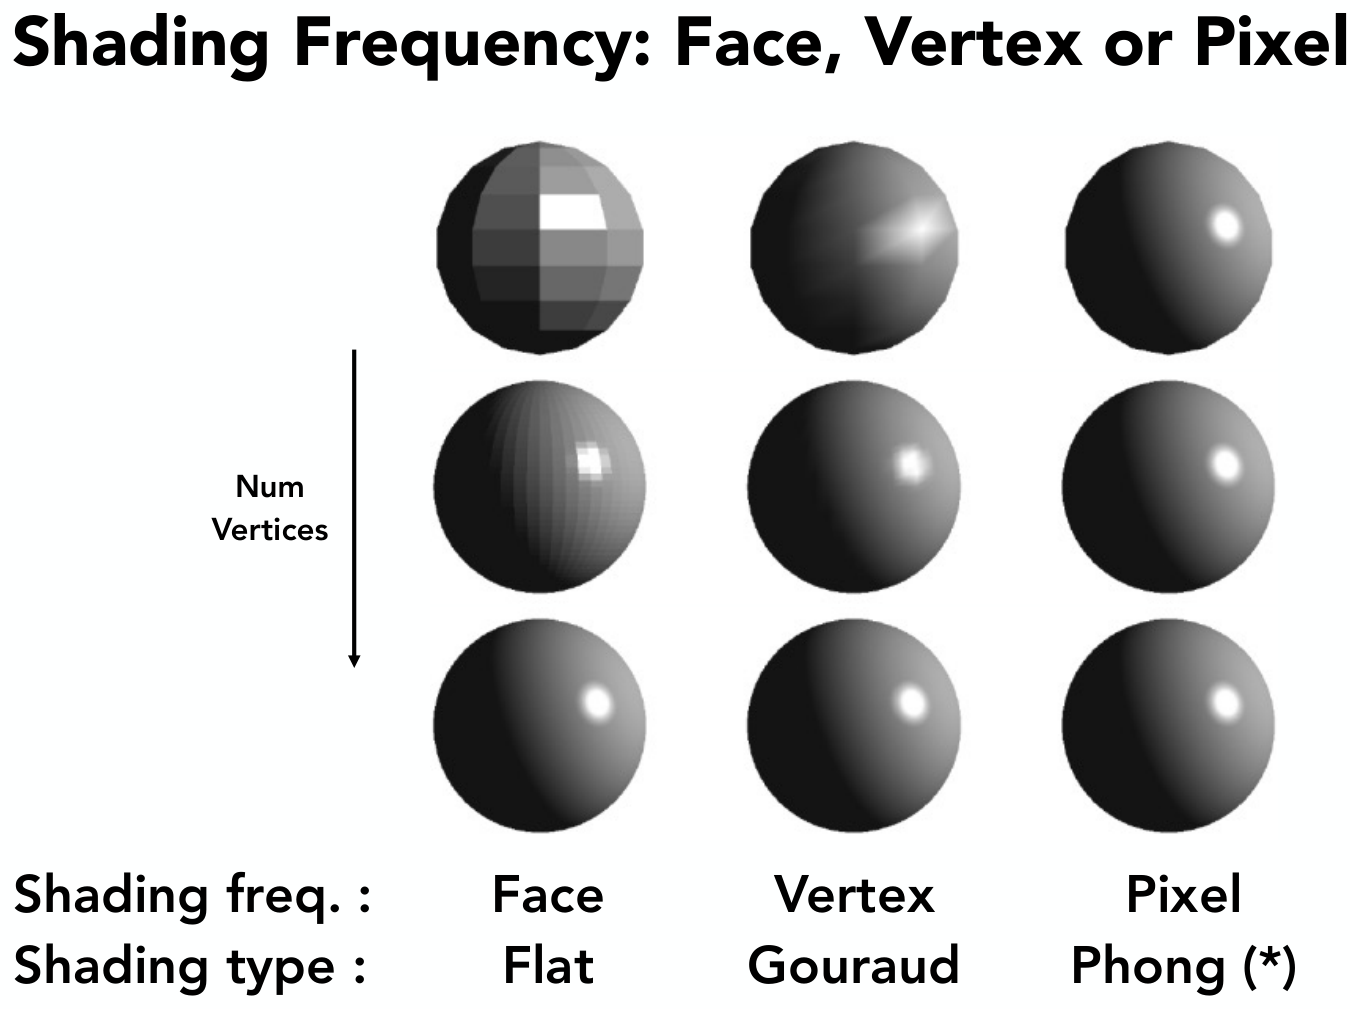 Shading Frequency: Face, Vertex or Pixel
Num
Vertices
Shading freq. : Face Vertex Pixel
Shading type : Flat Gouraud Phong (*)